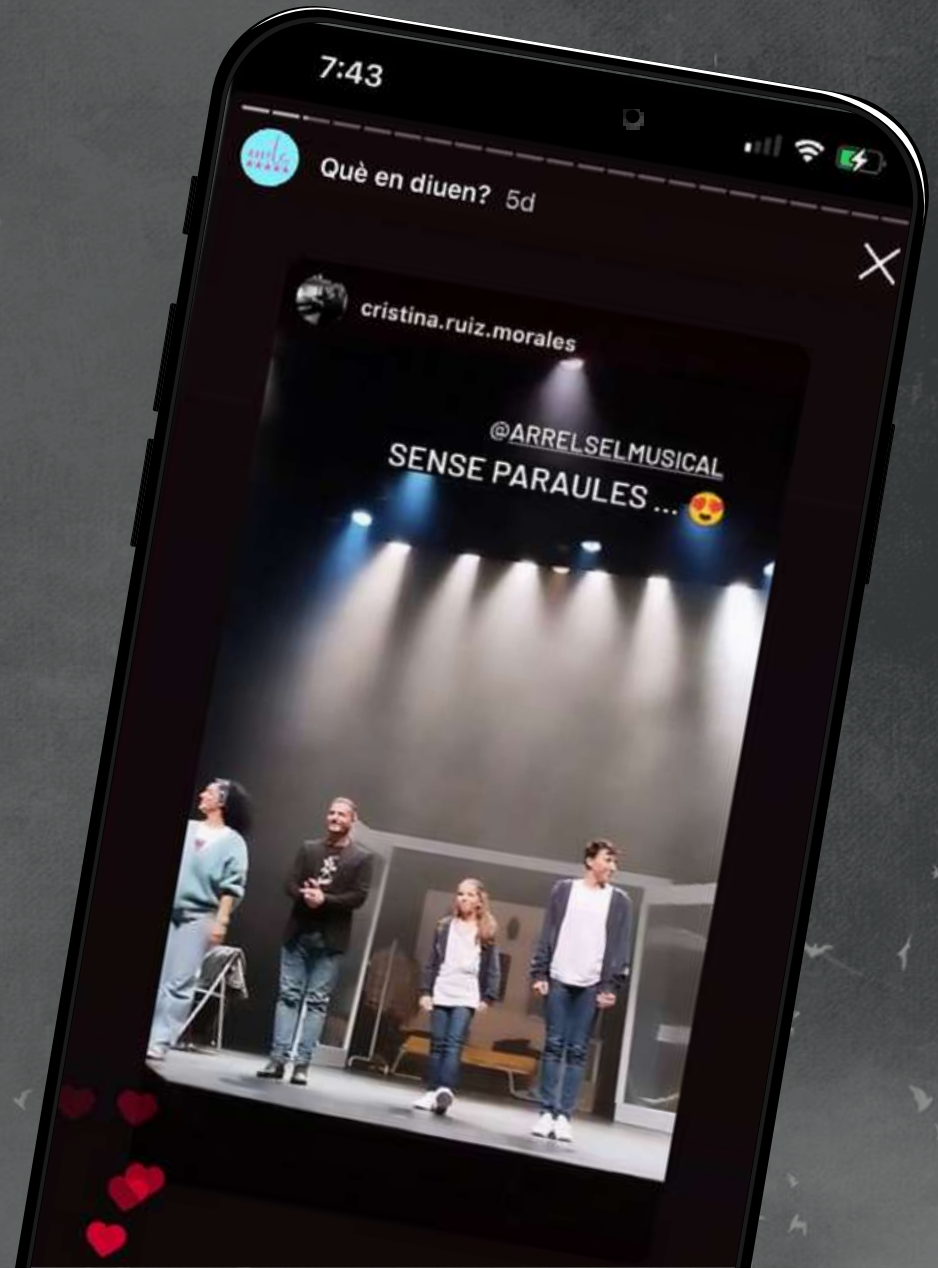 7:43
Què en diuen? 5d
cristina.ruiz.morales
@ARRELSELMUSICAL
SENSE PARAULES ... 😍